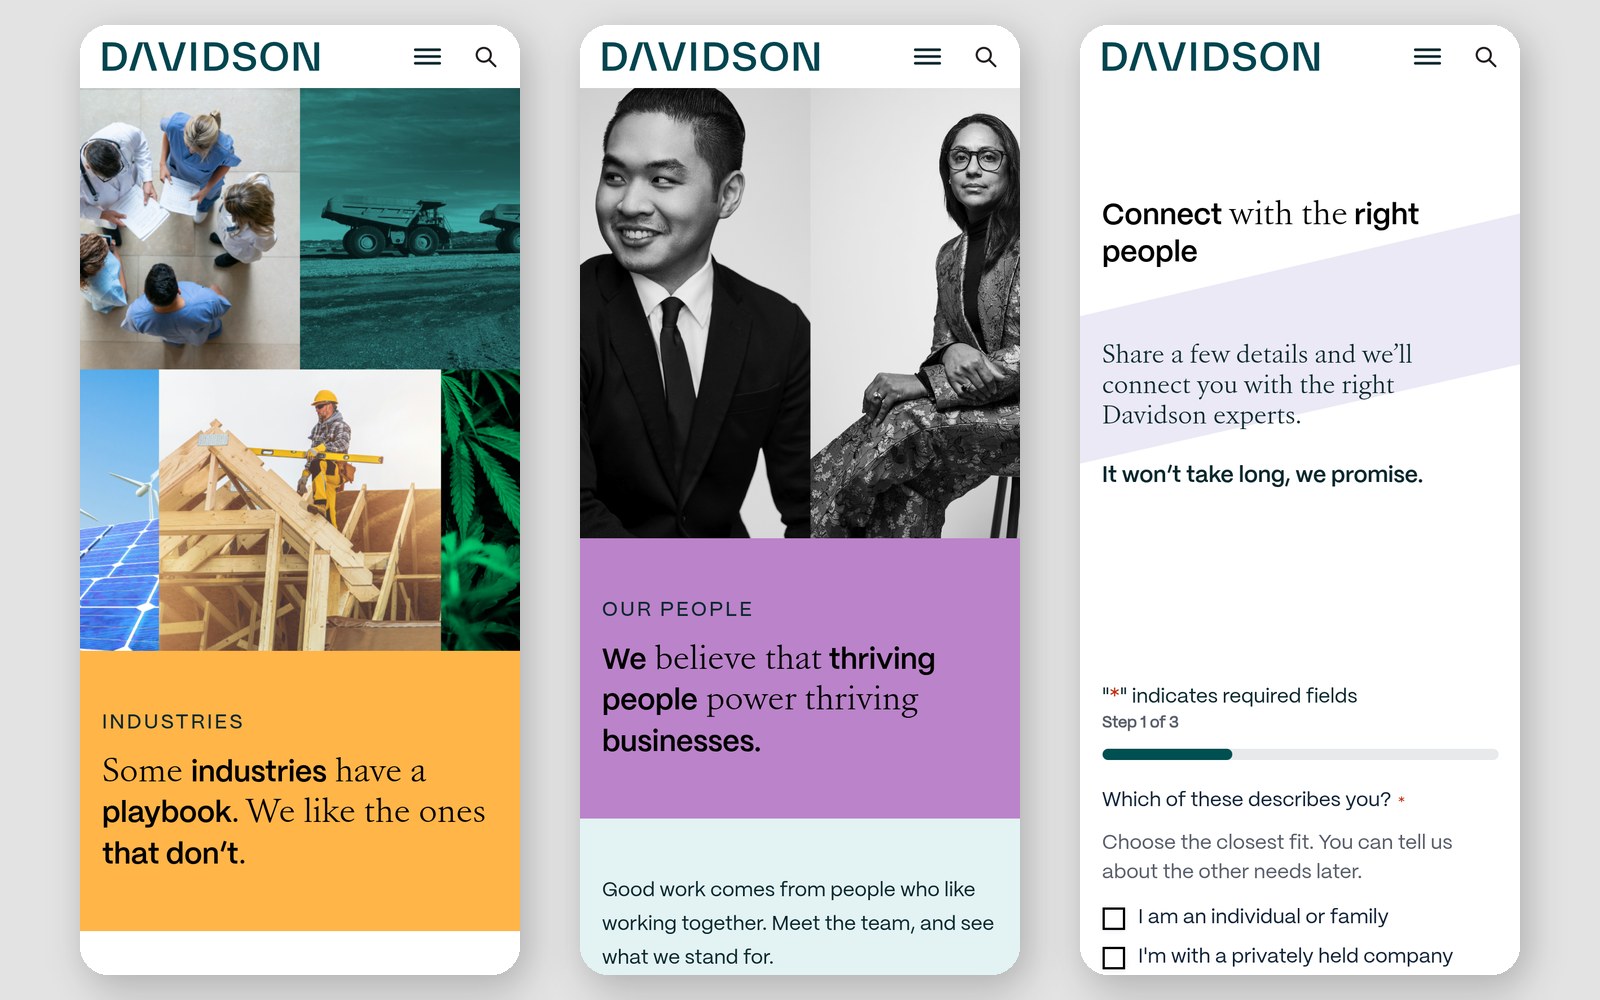 DAVIDSON
INDUSTRIES
Some industries have a
playbook. We like the ones
that don’t.
DAVIDSON
OUR PEOPLE
We believe that thriving
people power thriving
businesses.
Good work comes from people who like
working together. Meet the team, and see
what we stand for.
DAVIDSON
Connect with the right
people
Share a few details and we’ll
connect you with the right
Davidson experts.
It won’t take long, we promise.
"*" indicates required fields
Step 1 of 3
Which of these describes you? *
Choose the closest fit. You can tell us
about the other needs later.
I am an individual or family
I'm with a privately held company